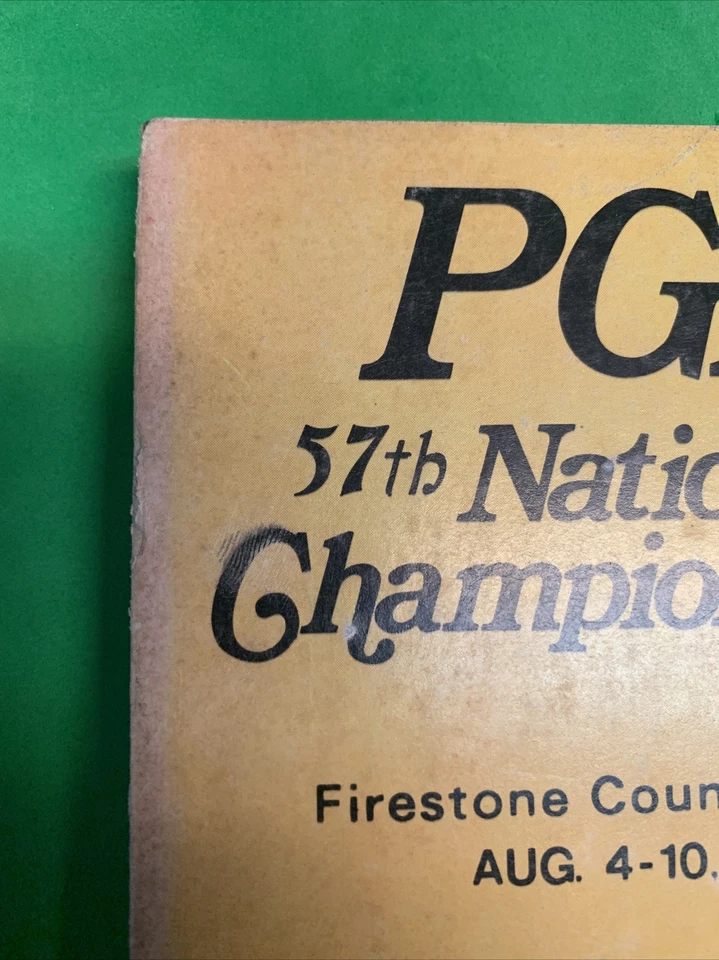 PG
57th Natio
Champio
Firestone Coun
AUG. 4-10,